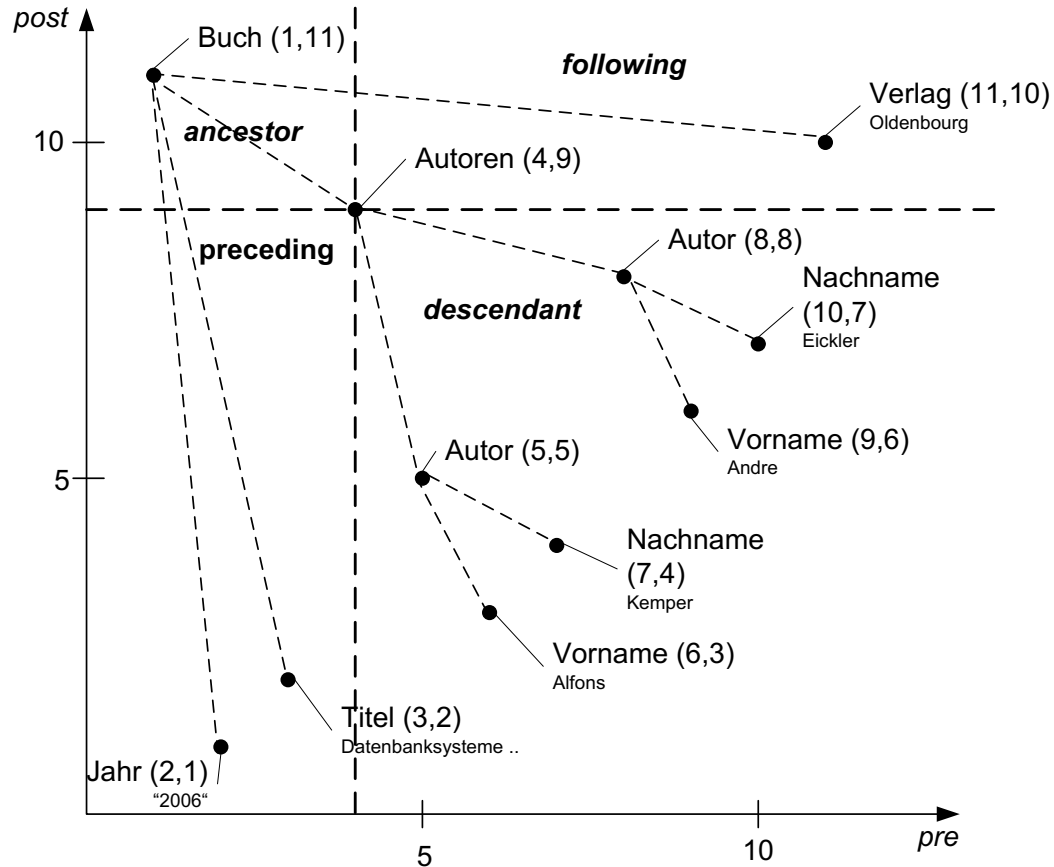 post
Buch (1,11)
following
Verlag (11,10)
Oldenbourg
ancestor
10
Autoren (4,9)
preceding
Autor (8,8)
Nachname
(10,7)
Eickler
descendant
Vorname (9,6)
Andre
Autor (5,5)
5
Nachname
(7,4)
Kemper
Vorname (6,3)
Alfons
Titel (3,2)
Datenbanksysteme ..
Jahr (2,1)
“2006“
5
10
pre